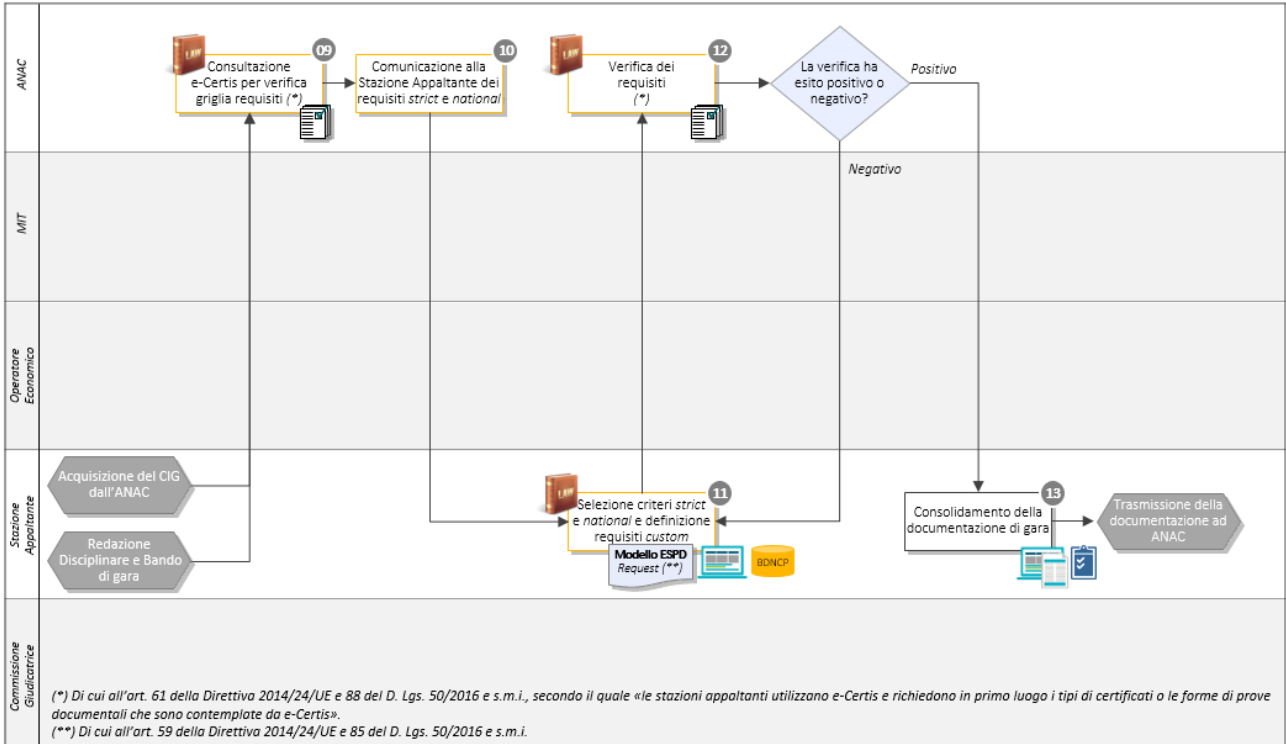 ANAC
09
Consultazione
e-Certis per verifica
griglia requisiti (*)
10
Comunicazione alla
Stazione Appaltante dei
requisiti strict e national
12
Verifica dei
requisiti
(*)
La verifica ha
esito positivo o
negativo?
Positivo
Negativo
LAW
LAW
MIT
Operatore
Economico
Stazione
Appaltante
Acquisizione del CIG
dall'ANAC
Redazione
Disciplinare e Bando
di gara
LAW
11
Selezione criteri strict
e national e definizione
requisiti custom
Modello ESPD
Request (**)
BDNCP
13
Consolidamento della
documentazione di gara
Trasmissione della
documentazione ad
ANAC
Commissione
Giudicatrice
(*) Di cui all'art. 61 della Direttiva 2014/24/UE e 88 del D. Lgs. 50/2016 e s.m.i., secondo il quale «le stazioni appaltanti utilizzano e-Certis e richiedono in primo luogo i tipi di certificati o le forme di prove
documentali che sono contemplate da e-Certis».
(**) Di cui all'art. 59 della Direttiva 2014/24/UE e 85 del D. Lgs. 50/2016 e s.m.i.